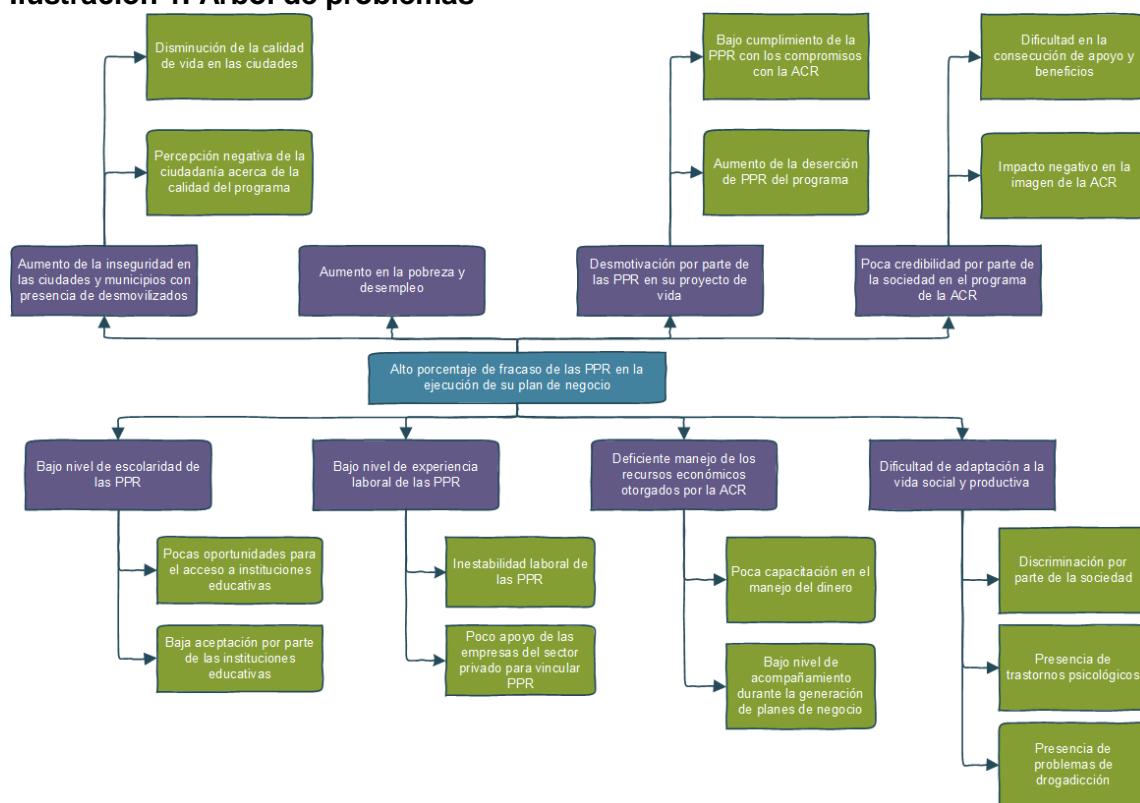 Ilustración 1. Árbol de problemas
Disminución de la calidad
de vida en las ciudades
Bajo cumplimiento de la
PPR con los compromisos
con la ACR
Dificultad en la
consecución de apoyo y
beneficios
Percepción negativa de la
ciudadanía acerca de la
calidad del programa
Aumento de la deserción
de PPR del programa
Impacto negativo en la
imagen de la ACR
Aumento de la inseguridad en
las ciudades y municipios con
presencia de desmovilizados
Aumento en la pobreza y
desempleo
Desmotivación por parte de
las PPR en su proyecto de
vida
Poca credibilidad por parte de
la sociedad en el programa
de la ACR
Alto porcentaje de fracaso de las PPR en la
ejecución de su plan de negocio
Bajo nivel de escolaridad de
las PPR
Bajo nivel de experiencia
laboral de las PPR
Deficiente manejo de los
recursos económicos
otorgados por la ACR
Dificultad de adaptación a la
vida social y productiva
Pocas oportunidades para
el acceso a instituciones
educativas
Inestabilidad laboral de
las PPR
Poca capacitación en el
manejo del dinero
Discriminación por
parte de la sociedad
Baja aceptación por parte
de las instituciones
educativas
Poco apoyo de las
empresas del sector
privado para vincular
PPR
Bajo nivel de
acompañamiento
durante la generación
de planes de negocio
Presencia de
trastornos psicológicos
Presencia de
problemas de
drogadicción